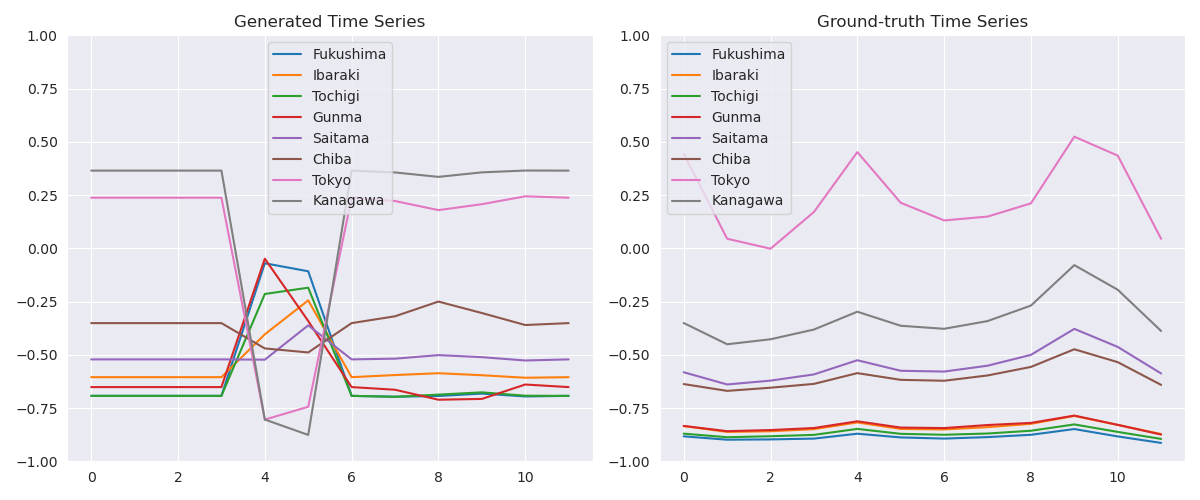 Generated Time Series
1.00
0.75
0.50
0.25
0.00
−0.25
−0.50
−0.75
−1.00
0 2 4 6 8 10
Fukushima
Ibaraki
Tochigi
Gunma
Saitama
Chiba
Tokyo
Kanagawa
Ground-truth Time Series
1.00
0.75
0.50
0.25
0.00
−0.25
−0.50
−0.75
−1.00
0 2 4 6 8 10
Fukushima
Ibaraki
Tochigi
Gunma
Saitama
Chiba
Tokyo
Kanagawa